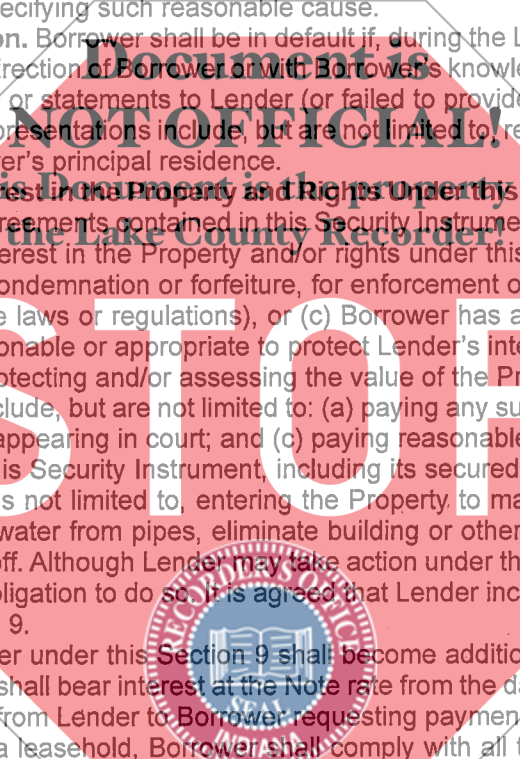 ecifying such reasonable cause.
on. Borrower shall be in default if, during the L
Document is
irection of Borrower or with Borrower's knowle
or statements to Lender (or failed to provide
NOT OFFICIAL!
presentations include, but are not limited to, re
er's principal residence.
is Document is the property
rest in the Property and Rights Under this
reements contained in this Security Instrume
the Lake County Recorder!
erest in the Property and/or rights under this
ondemnation or forfeiture, for enforcement o
e laws or regulations), or (c) Borrower has a
onable or appropriate to protect Lender's inte
otecting and/or assessing the value of the Pr
STOP
clude, but are not limited to: (a) paying any su
appearing in court; and (c) paying reasonable
is Security Instrument, including its secured
s not limited to, entering the Property to ma
water from pipes, eliminate building or other
off. Although Lender may take action under th
oligation to do so. It is agreed that Lender inc
9.
er under this Section 9 shall become additio
shall bear interest at the Note rate from the da
from Lender to Borrower requesting paymen
a leasehold, Borrower shall comply with all t
RECORDER'S OFFICE
SEAL
INDIANA